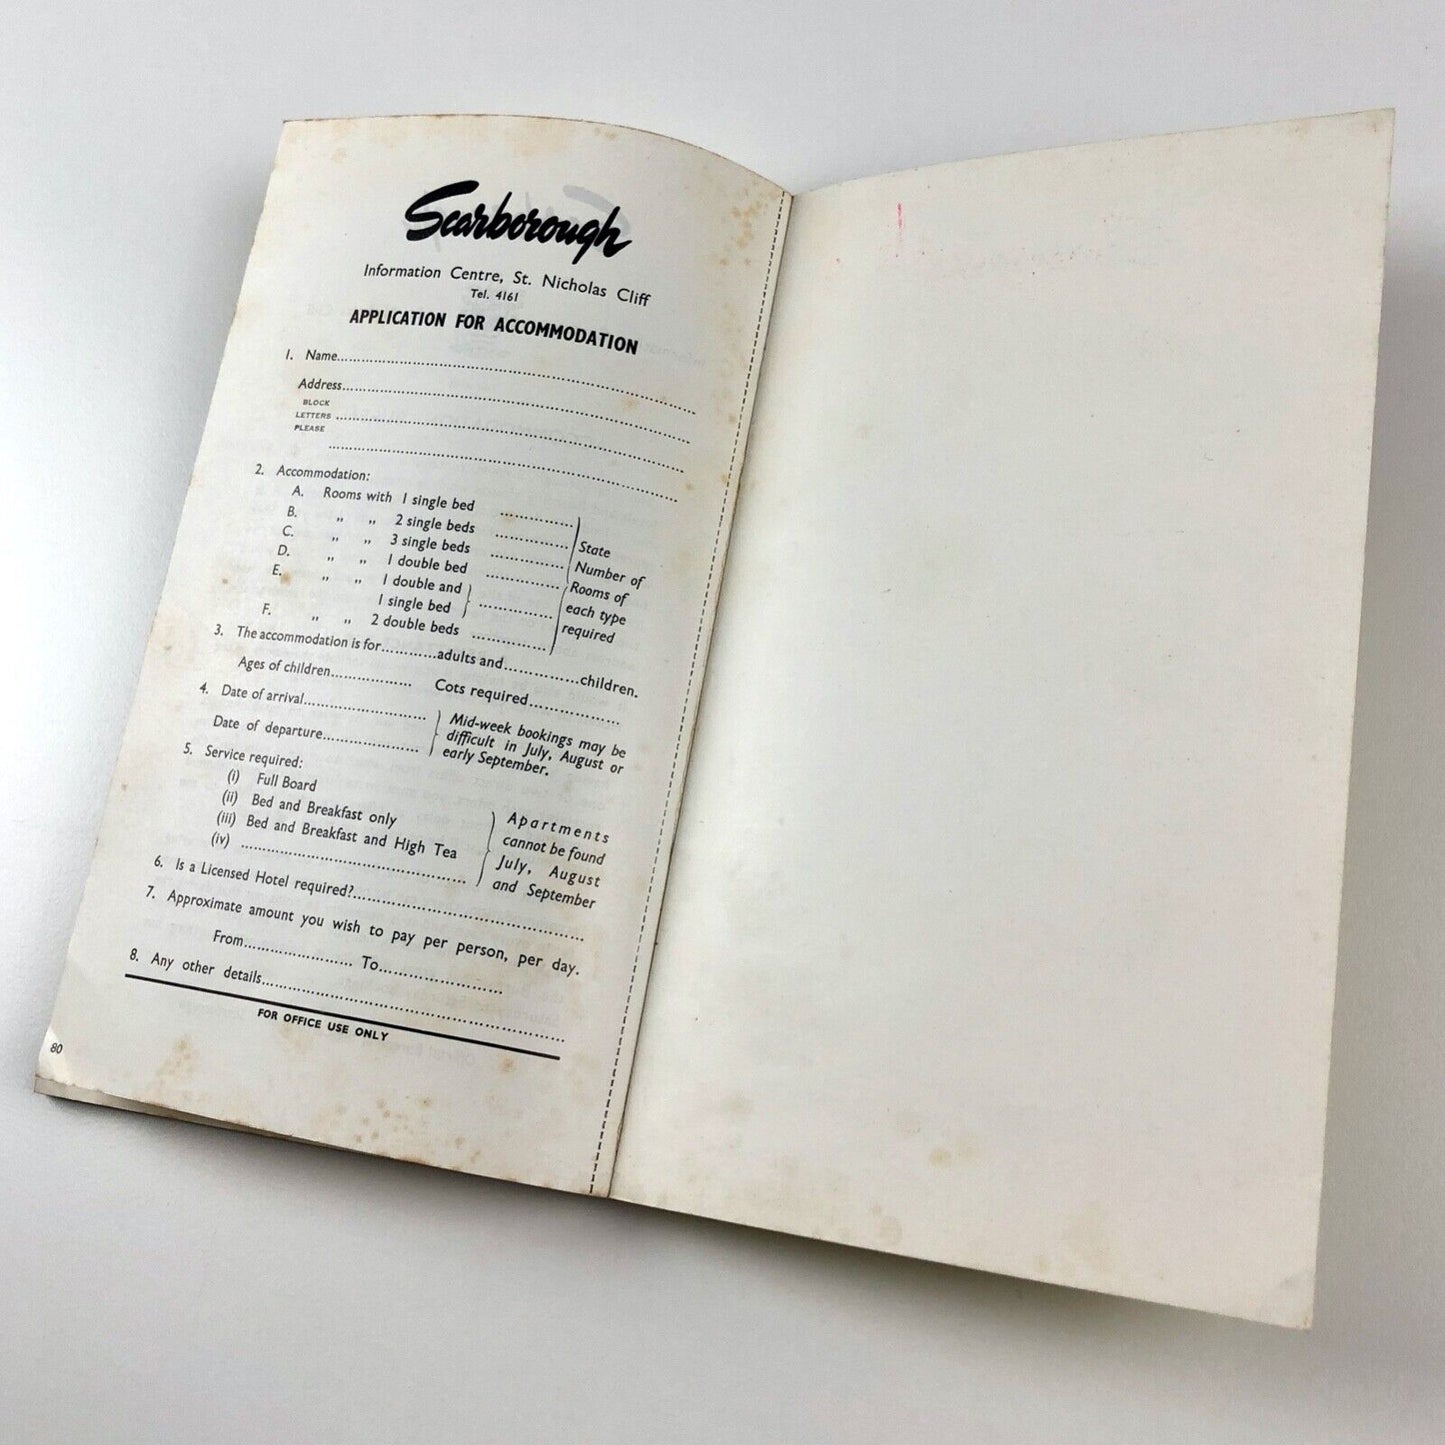 Scarborough
Information Centre, St. Nicholas Cliff
Tel. 4161
APPLICATION FOR ACCOMMODATION
1. Name..............................
Address..............................
BLOCK
LETTERS ..............................
PLEASE
..............................
2. Accommodation:
A. Rooms with 1 single bed ............... State
B. „ „ 2 single beds ............... Number of
C. „ „ 3 single beds ............... Rooms of
D. „ „ 1 double bed ............... each type
E. „ „ 1 double and } required
1 single bed } ...............
F. „ „ 2 double beds ...............
3. The accommodation is for...........adults and..............children.
Ages of children................ Cots required..................
4. Date of arrival........................ } Mid-week bookings may be
Date of departure................... } difficult in July, August or
early September.
5. Service required:
(i) Full Board
(ii) Bed and Breakfast only } Apartments
(iii) Bed and Breakfast and High Tea } cannot be found
(iv) .............................. } July, August
and September
6. Is a Licensed Hotel required?..............................
7. Approximate amount you wish to pay per person, per day.
From..................... To........................
8. Any other details..............................
FOR OFFICE USE ONLY
80